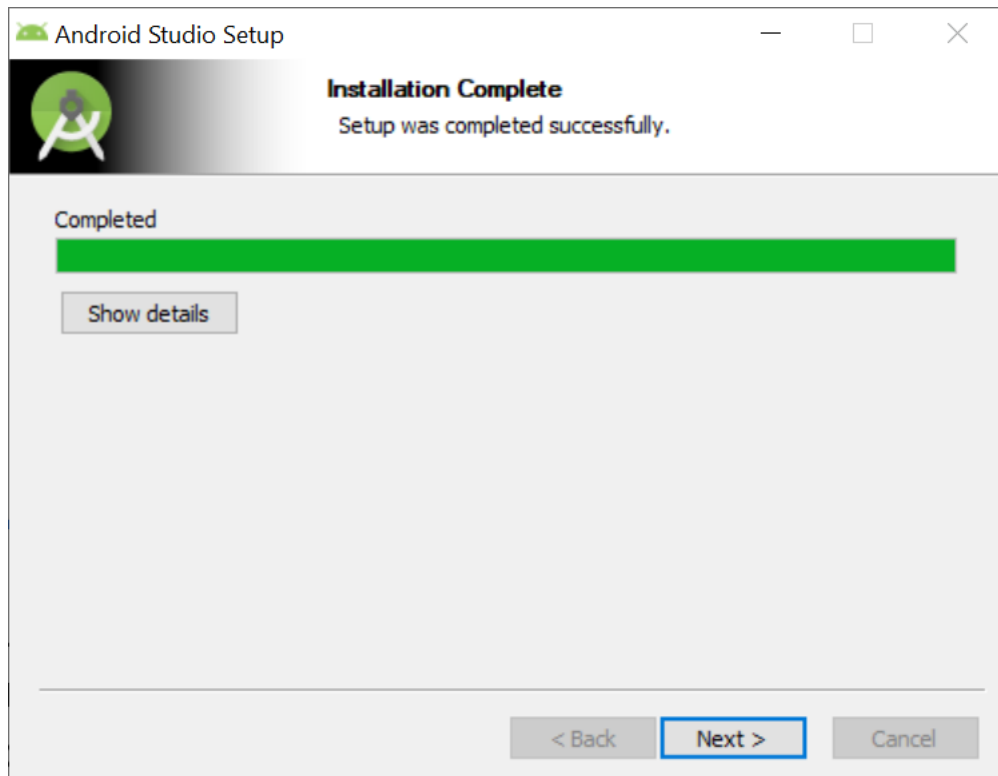 Android Studio Setup
Installation Complete
Setup was completed successfully.
Completed
Show details
< Back Next > Cancel